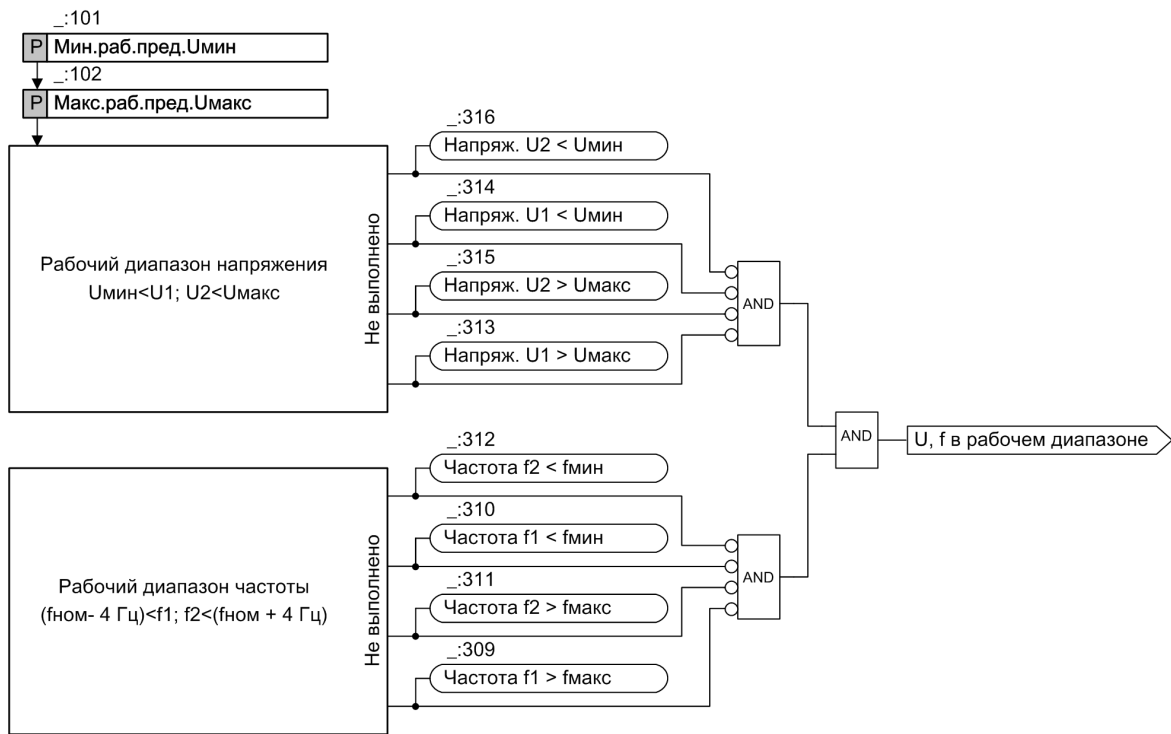 _:101
P Мин.раб.пред.Uмин
_:102
P Макс.раб.пред.Uмакс
Рабочий диапазон напряжения
Uмин<U1; U2<Uмакс
Не выполнено
_:316
Напряж. U2 < Uмин
_:314
Напряж. U1 < Uмин
_:315
Напряж. U2 > Uмакс
_:313
Напряж. U1 > Uмакс
AND
AND
U, f в рабочем диапазоне
Рабочий диапазон частоты
(fном- 4 Гц)<f1; f2<(fном + 4 Гц)
Не выполнено
_:312
Частота f2 < fмин
_:310
Частота f1 < fмин
_:311
Частота f2 > fмакс
_:309
Частота f1 > fмакс
AND